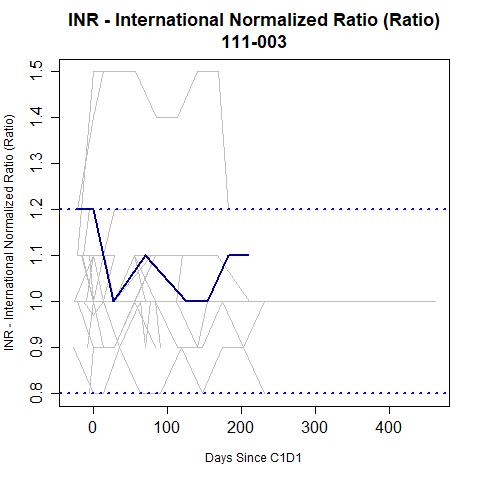 INR - International Normalized Ratio (Ratio)
111-003
INR - International Normalized Ratio (Ratio)
1.5
1.4
1.3
1.2
1.1
1.0
0.9
0.8
0 100 200 300 400
Days Since C1D1